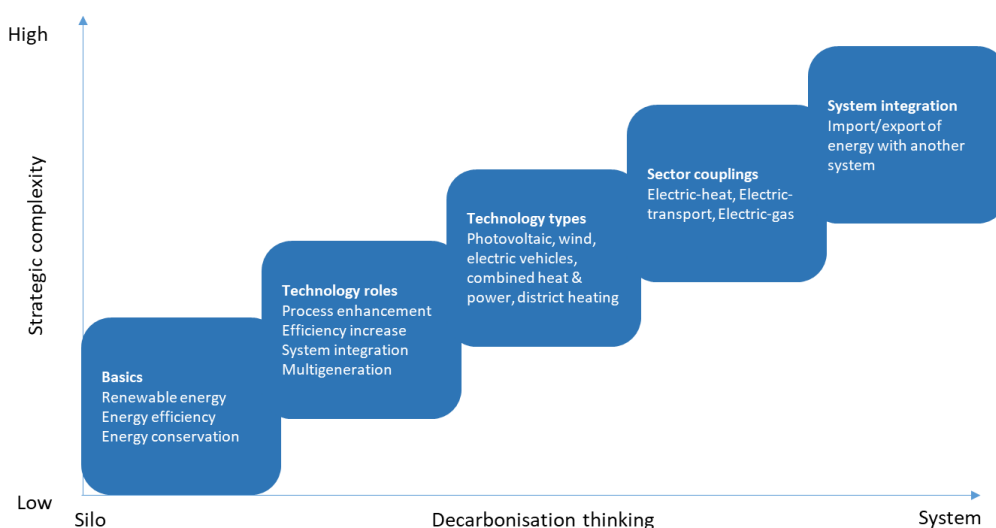 High
Strategic complexity
Low
System integration
Import/export of
energy with another
system
Sector couplings
Electric-heat, Electric-
transport, Electric-gas
Technology types
Photovoltaic, wind,
electric vehicles,
combined heat &
power, district heating
Technology roles
Process enhancement
Efficiency increase
System integration
Multigeneration
Basics
Renewable energy
Energy efficiency
Energy conservation
Silo
Decarbonisation thinking
System